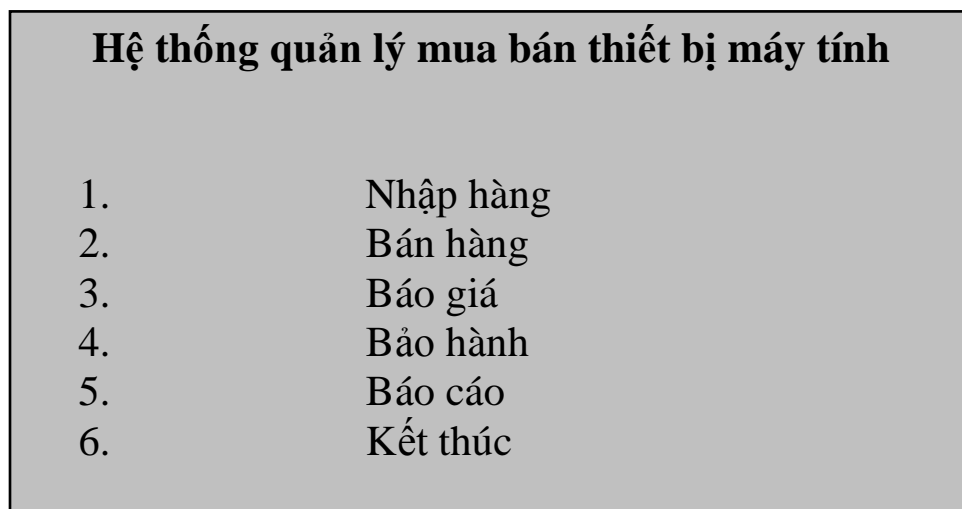 Hệ thống quản lý mua bán thiết bị máy tính
1. Nhập hàng
2. Bán hàng
3. Báo giá
4. Bảo hành
5. Báo cáo
6. Kết thúc